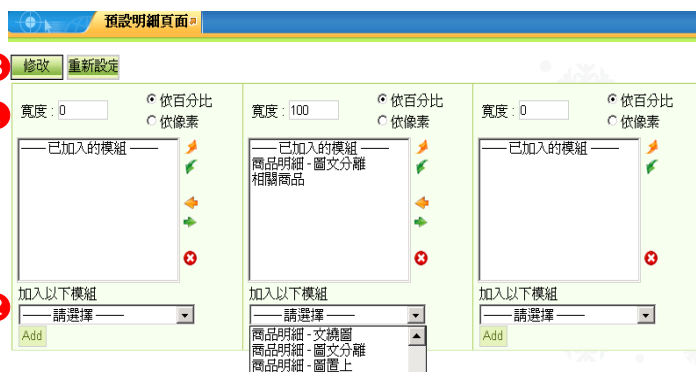 預設明細頁面
修改 重新設定
寬度: 0 依百分比 依像素
寬度: 100 依百分比 依像素
寬度: 0 依百分比 依像素
——已加入的模組——
——已加入的模組——
商品明細-圖文分離
相關商品
——已加入的模組——
加入以下模組 加入以下模組 加入以下模組
——請選擇—— ——請選擇—— ——請選擇——
Add Add
商品明細-文繞圖
商品明細-圖文分離
商品明細-圖置上